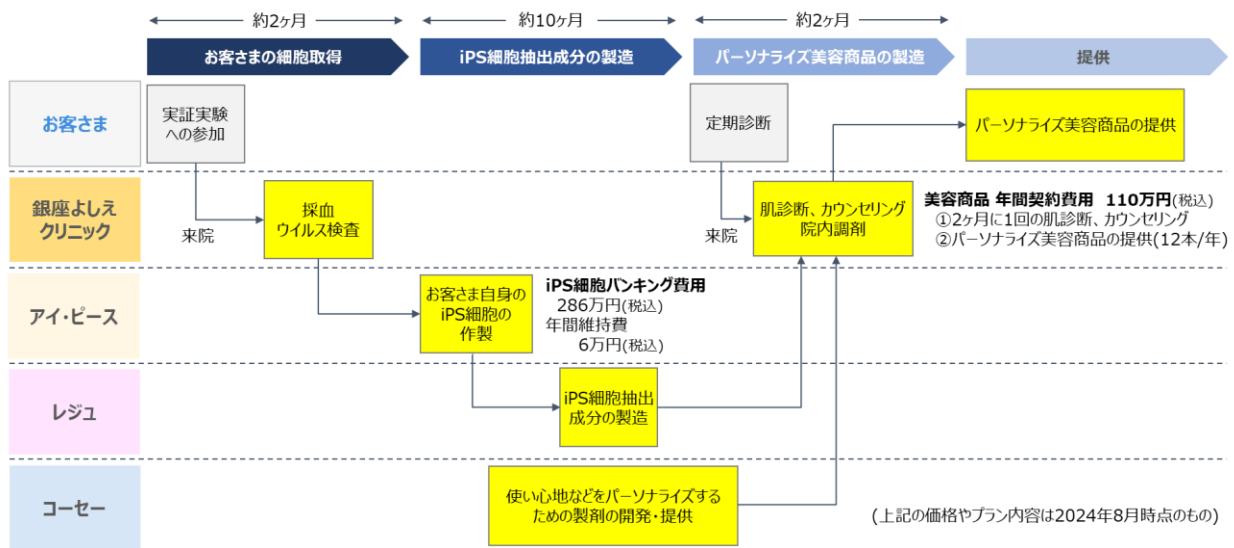 約2ヶ月
約10ヶ月
約2ヶ月
お客さまの細胞取得
iPS細胞抽出成分の製造
パーソナライズ美容商品の製造
提供
お客さま
実証実験
への参加
定期診断
パーソナライズ美容商品の提供
銀座よしえ
クリニック
来院
採血
ウイルス検査
来院
肌診断、カウンセリング
院内調剤
美容商品 年間契約費用 110万円(税込)
①2ヶ月に1回の肌診断、カウンセリング
②パーソナライズ美容商品の提供(12本/年)
アイ・ピース
お客さま自身の
iPS細胞の
作製
iPS細胞バンキング費用
286万円(税込)
年間維持費
6万円(税込)
レジュ
iPS細胞抽出
成分の製造
コーセー
使い心地などをパーソナライズする
ための製剤の開発・提供
(上記の価格やプラン内容は2024年8月時点のもの)